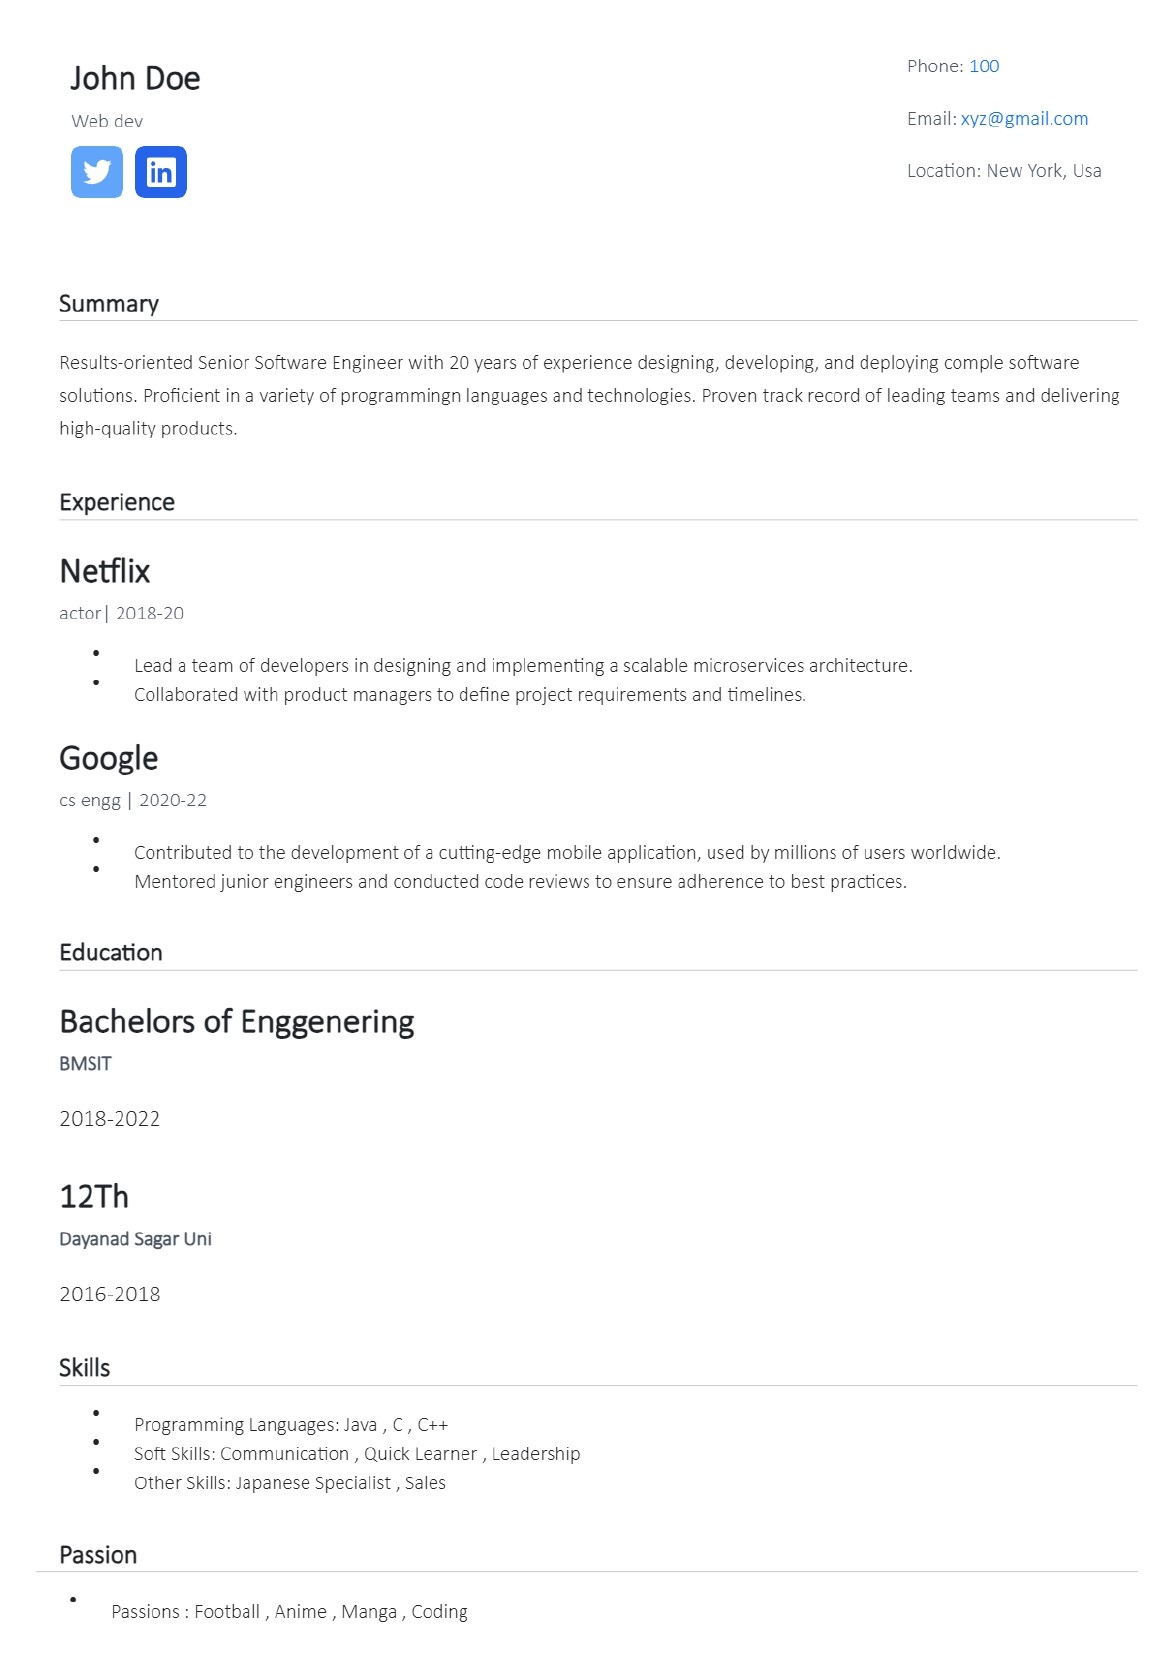 John Doe
Web dev
Phone: 100
Email: xyz@gmail.com
Location: New York, Usa
Summary
Results-oriented Senior Software Engineer with 20 years of experience designing, developing, and deploying comple software
solutions. Proficient in a variety of programmingn languages and technologies. Proven track record of leading teams and delivering
high-quality products.
Experience
Netflix
actor| 2018-20
• Lead a team of developers in designing and implementing a scalable microservices architecture.
• Collaborated with product managers to define project requirements and timelines.
Google
cs engg | 2020-22
• Contributed to the development of a cutting-edge mobile application, used by millions of users worldwide.
• Mentored junior engineers and conducted code reviews to ensure adherence to best practices.
Education
Bachelors of Enggenering
BMSIT
2018-2022
12Th
Dayanad Sagar Uni
2016-2018
Skills
• Programming Languages: Java , C , C++
• Soft Skills: Communication , Quick Learner , Leadership
• Other Skills: Japanese Specialist , Sales
Passion
• Passions : Football , Anime , Manga , Coding